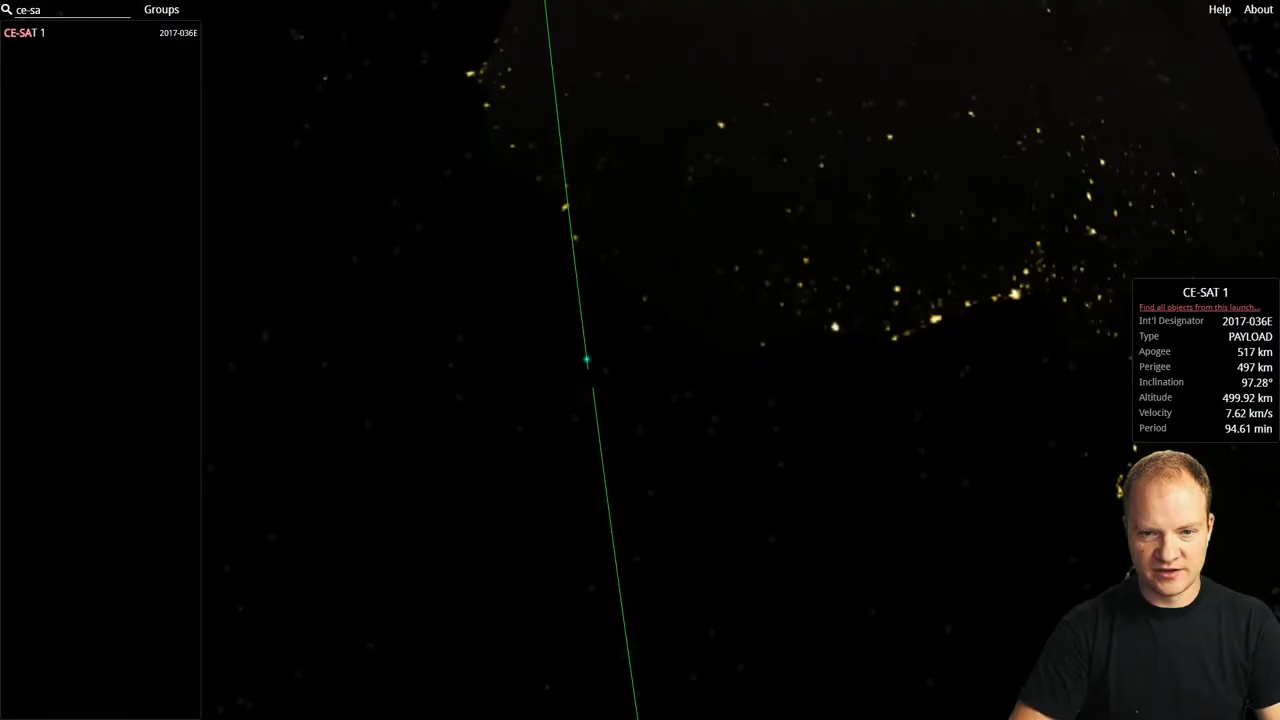 ce-sa
Groups
Help
About
CE-SAT 1
2017-036E
CE-SAT 1
Find all objects from this launch...
Int'l Designator 2017-036E
Type PAYLOAD
Apogee 517 km
Perigee 497 km
Inclination 97.28°
Altitude 499.92 km
Velocity 7.62 km/s
Period 94.61 min